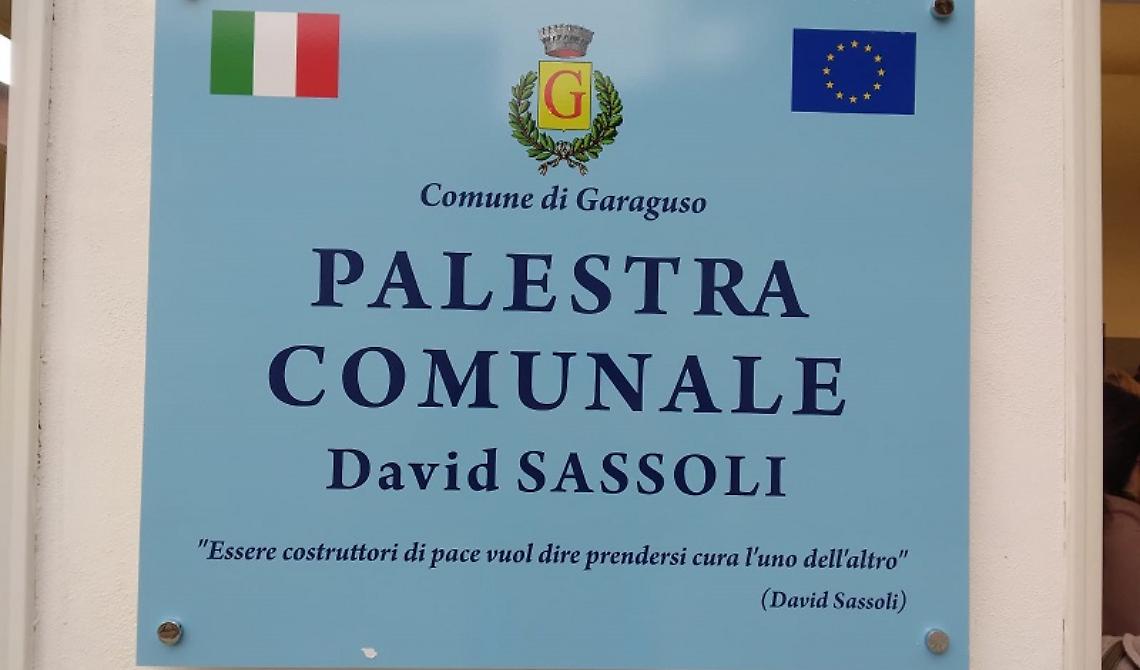 G
Comune di Garaguso
PALESTRA
COMUNALE
David SASSOLI
"Essere costruttori di pace vuol dire prendersi cura l'uno dell'altro"
(David Sassoli)